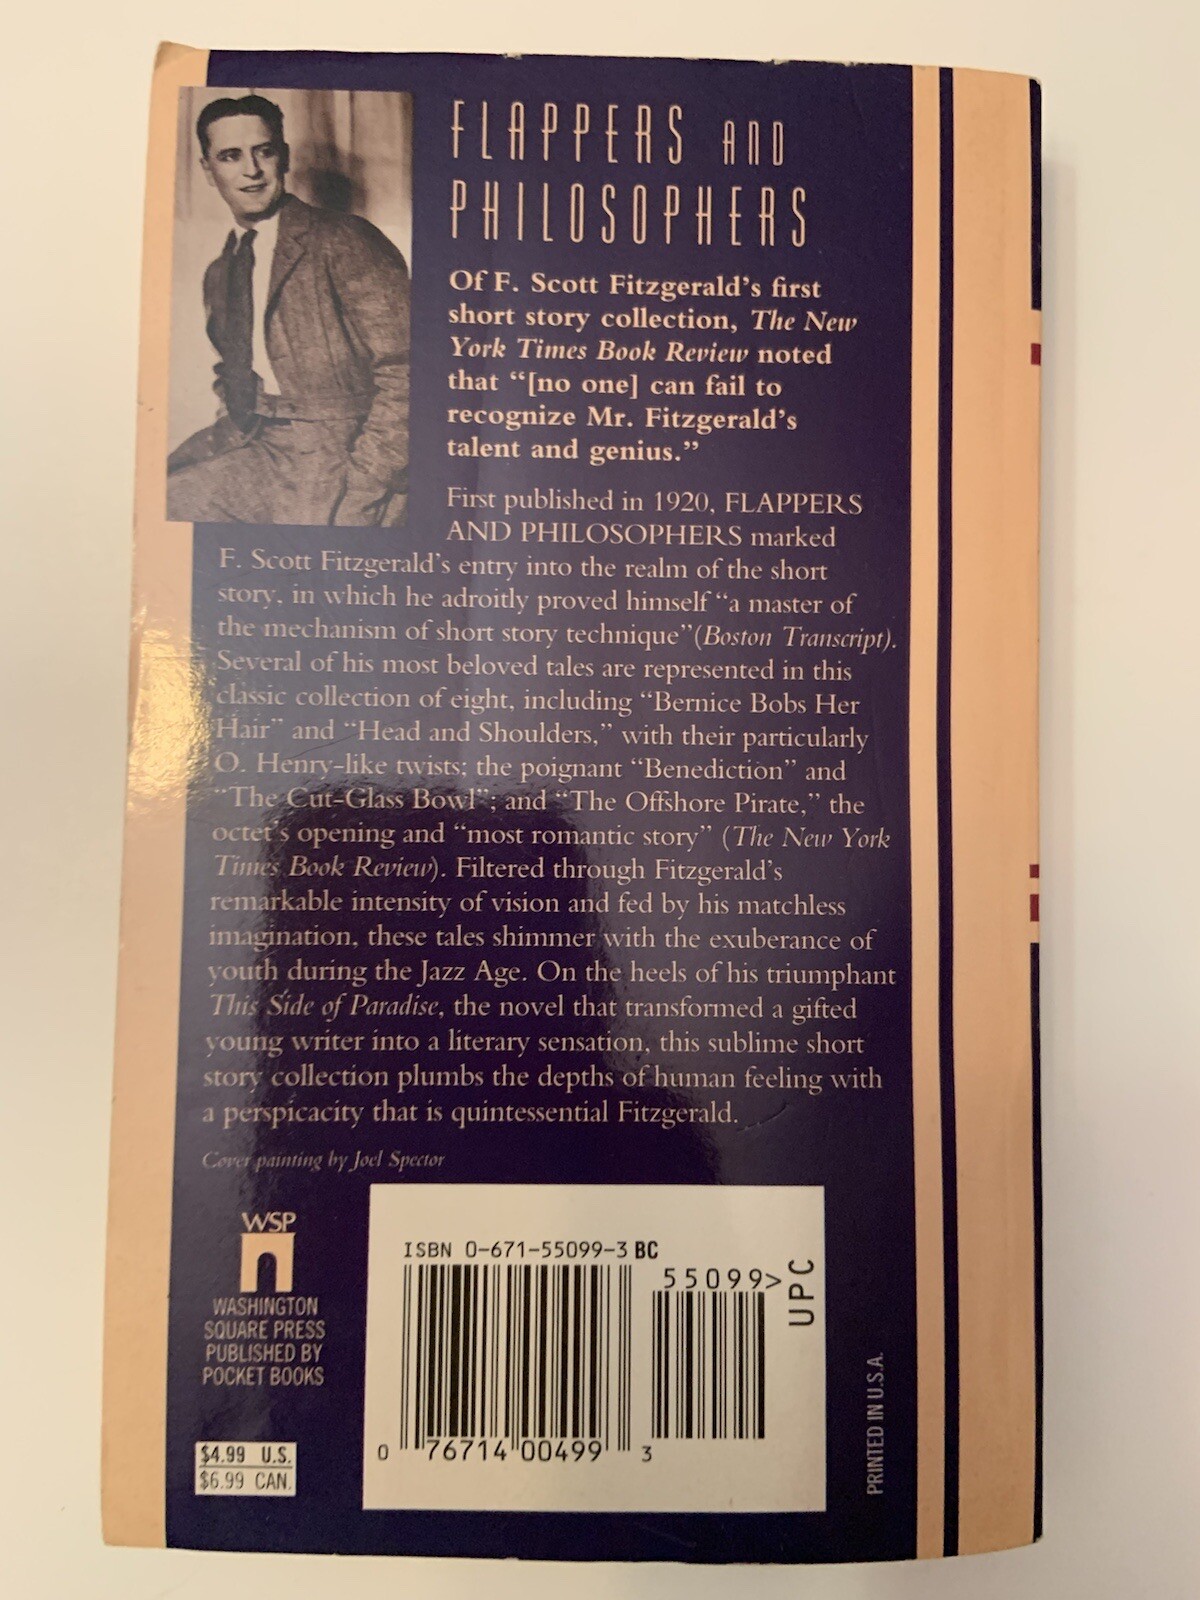 FLAPPERS AND
PHILOSOPHERS
Of F. Scott Fitzgerald's first
short story collection, The New
York Times Book Review noted
that “[no one] can fail to
recognize Mr. Fitzgerald's
talent and genius.”
First published in 1920, FLAPPERS
AND PHILOSOPHERS marked
F. Scott Fitzgerald's entry into the realm of the short
story, in which he adroitly proved himself “a master of
the mechanism of short story technique” (Boston Transcript).
Several of his most beloved tales are represented in this
classic collection of eight, including “Bernice Bobs Her
Hair” and “Head and Shoulders,” with their particularly
O. Henry-like twists; the poignant “Benediction” and
“The Cut-Glass Bowl”; and “The Offshore Pirate,” the
octet's opening and “most romantic story” (The New York
Times Book Review). Filtered through Fitzgerald's
remarkable intensity of vision and fed by his matchless
imagination, these tales shimmer with the exuberance of
youth during the Jazz Age. On the heels of his triumphant
This Side of Paradise, the novel that transformed a gifted
young writer into a literary sensation, this sublime short
story collection plumbs the depths of human feeling with
a perspicacity that is quintessential Fitzgerald.
Cover painting by Joel Spector
WSP
WASHINGTON
SQUARE PRESS
PUBLISHED BY
POCKET BOOKS
$4.99 U.S.
$6.99 CAN.
ISBN 0-671-55099-3 BC
55099>
UPC
0 76714 00499 3
PRINTED IN U.S.A.